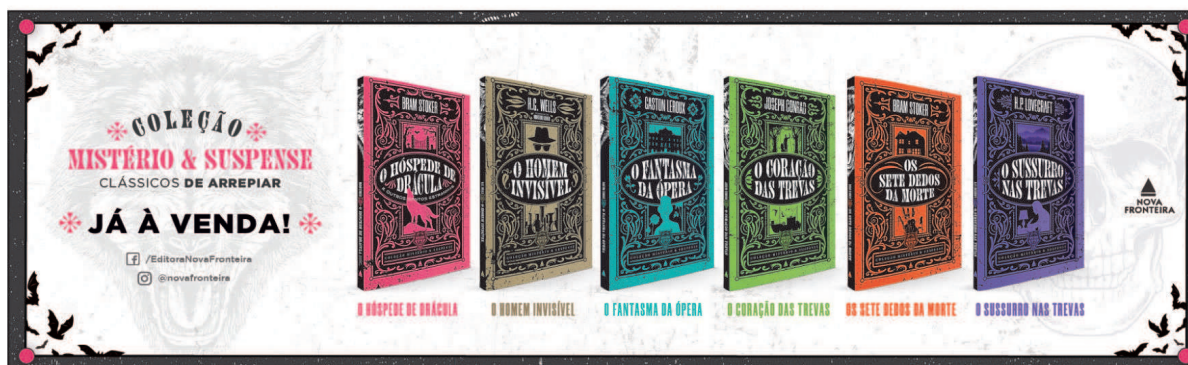 COLEÇÃO
MISTÉRIO & SUSPENSE
CLÁSSICOS DE ARREPIAR
JÁ À VENDA!
/EditoraNovaFronteira
@novafronteira
BRAM STOKER
O HÓSPEDE DE
DRÁCULA
H.G. WELLS
O HOMEM
INVISÍVEL
GASTON LEROUX
O FANTASMA
DA ÓPERA
JOSEPH CONRAD
O CORAÇÃO
DAS TREVAS
BRAM STOKER
OS
SETE DEDOS
DA MORTE
H.P. LOVECRAFT
O SUSSURRO
NAS TREVAS
O HÓSPEDE DE DRÁCULA
O HOMEM INVISÍVEL
O FANTASMA DA ÓPERA
O CORAÇÃO DAS TREVAS
OS SETE DEDOS DA MORTE
O SUSSURRO NAS TREVAS
NOVA
FRONTEIRA